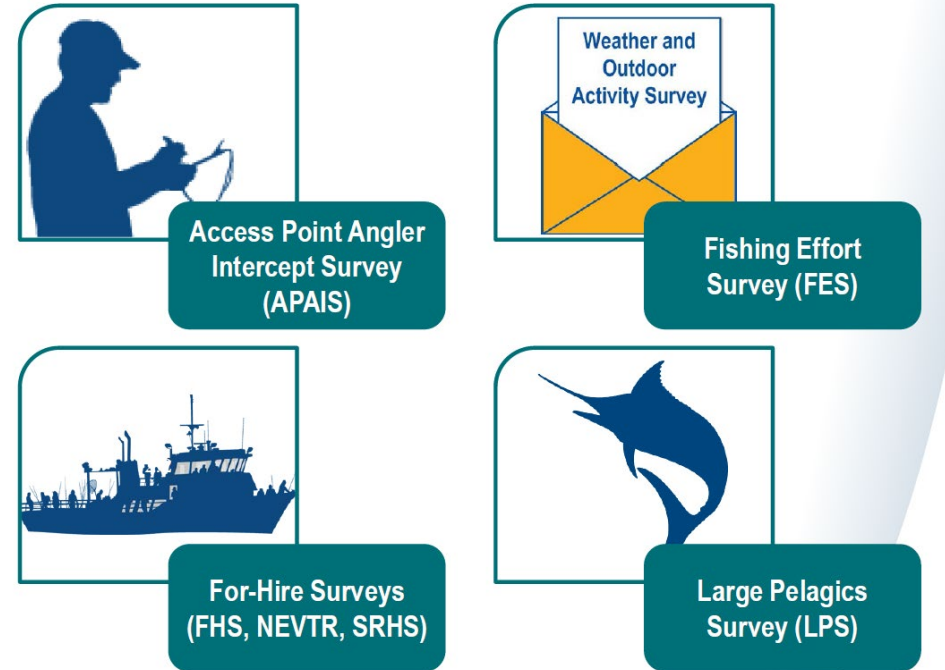 Access Point Angler
Intercept Survey
(APAIS)
Weather and
Outdoor
Activity Survey
Fishing Effort
Survey (FES)
For-Hire Surveys
(FHS, NEVTR, SRHS)
Large Pelagics
Survey (LPS)